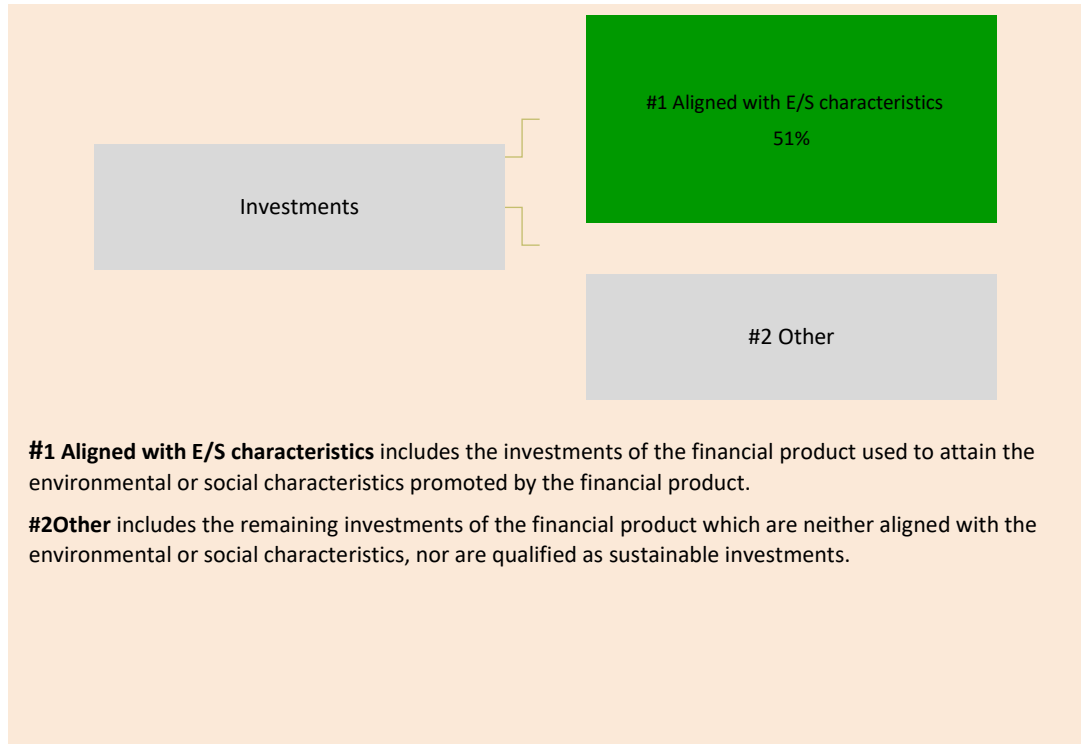 #1 Aligned with E/S characteristics
51%
Investments
#2 Other
#1 Aligned with E/S characteristics includes the investments of the financial product used to attain the
environmental or social characteristics promoted by the financial product.
#2Other includes the remaining investments of the financial product which are neither aligned with the
environmental or social characteristics, nor are qualified as sustainable investments.